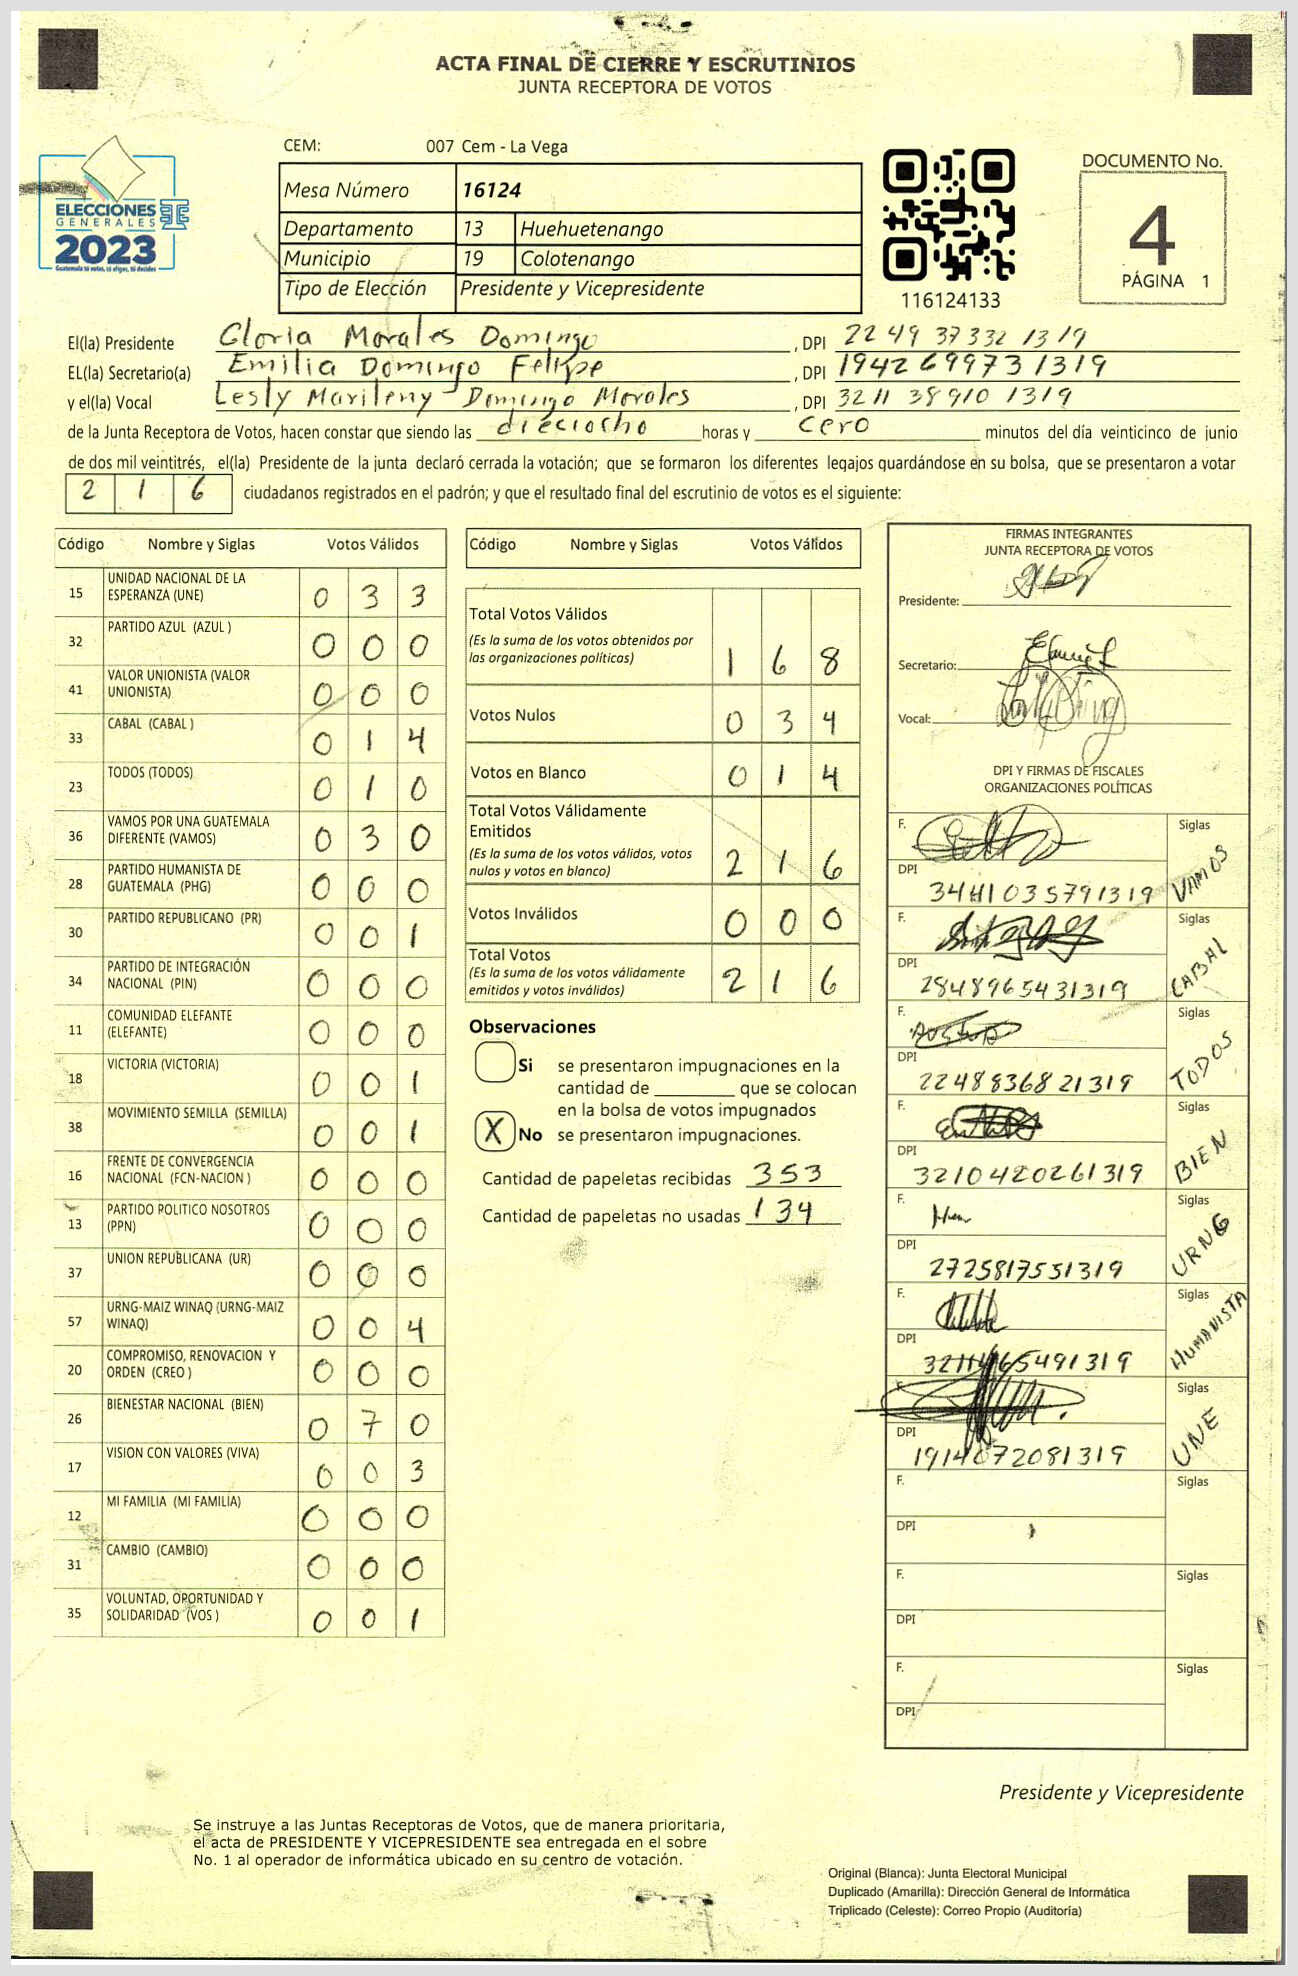 ACTA FINAL DE CIERRE Y ESCRUTINIOS
JUNTA RECEPTORA DE VOTOS
ELECCIONES
GENERALES
2023
Guatemala tú votas, tú eliges, tú decides
CEM: 007 Cem - La Vega
Mesa Número 16124
Departamento 13 Huehuetenango
Municipio 19 Colotenango
Tipo de Elección Presidente y Vicepresidente
116124133
DOCUMENTO No.
4
PÁGINA 1
El(la) Presidente Gloria Morales Domingo, DPI 2249 37332 1319
EL(la) Secretario(a) Emilia Domingo Felipe, DPI 1942699731319
y el(la) Vocal Lesly Marileny Domingo Morales, DPI 3211 38910 1319
de la Junta Receptora de Votos, hacen constar que siendo las dieciocho horas y cero minutos del día veinticinco de junio
de dos mil veintitrés, el(la) Presidente de la junta declaró cerrada la votación; que se formaron los diferentes legajos quardándose en su bolsa, que se presentaron a votar
2 1 6 ciudadanos registrados en el padrón; y que el resultado final del escrutinio de votos es el siguiente:
Código Nombre y Siglas Votos Válidos
15 UNIDAD NACIONAL DE LA ESPERANZA (UNE) 0 3 3
32 PARTIDO AZUL (AZUL ) 0 0 0
41 VALOR UNIONISTA (VALOR UNIONISTA) 0 0 0
33 CABAL (CABAL ) 0 1 4
23 TODOS (TODOS) 0 1 0
36 VAMOS POR UNA GUATEMALA DIFERENTE (VAMOS) 0 3 0
28 PARTIDO HUMANISTA DE GUATEMALA (PHG) 0 0 0
30 PARTIDO REPUBLICANO (PR) 0 0 1
34 PARTIDO DE INTEGRACIÓN NACIONAL (PIN) 0 0 0
11 COMUNIDAD ELEFANTE (ELEFANTE) 0 0 0
18 VICTORIA (VICTORIA) 0 0 1
38 MOVIMIENTO SEMILLA (SEMILLA) 0 0 1
16 FRENTE DE CONVERGENCIA NACIONAL (FCN-NACION ) 0 0 0
13 PARTIDO POLITICO NOSOTROS (PPN) 0 0 0
37 UNION REPUBLICANA (UR) 0 0 0
57 URNG-MAIZ WINAQ (URNG-MAIZ WINAQ) 0 0 4
20 COMPROMISO, RENOVACION Y ORDEN (CREO ) 0 0 0
26 BIENESTAR NACIONAL (BIEN) 0 7 0
17 VISION CON VALORES (VIVA) 0 0 3
12 MI FAMILIA (MI FAMILIA) 0 0 0
31 CAMBIO (CAMBIO) 0 0 0
35 VOLUNTAD, OPORTUNIDAD Y SOLIDARIDAD (VOS ) 0 0 1
Código Nombre y Siglas Votos Válidos
Total Votos Válidos
(Es la suma de los votos obtenidos por
las organizaciones políticas) 1 6 8
Votos Nulos 0 3 4
Votos en Blanco 0 1 4
Total Votos Válidamente
Emitidos
(Es la suma de los votos válidos, votos
nulos y votos en blanco) 2 1 6
Votos Inválidos 0 0 0
Total Votos
(Es la suma de los votos válidamente
emitidos y votos inválidos) 2 1 6
Observaciones
Si se presentaron impugnaciones en la
cantidad de ________ que se colocan
en la bolsa de votos impugnados
X No se presentaron impugnaciones.
Cantidad de papeletas recibidas 353
Cantidad de papeletas no usadas 134
FIRMAS INTEGRANTES
JUNTA RECEPTORA DE VOTOS
Presidente:
Secretario:
Vocal:
DPI Y FIRMAS DE FISCALES
ORGANIZACIONES POLÍTICAS
F. Siglas VAMOS
DPI 3441035791319
F. Siglas CABAL
DPI 2848965431319
F. Siglas TODOS
DPI 2248836821319
F. Siglas BIEN
DPI 3210420261319
F. Siglas URNG
DPI 2725817551319
F. Siglas HUMANISTA
DPI
F. Siglas UNE
DPI 1914072081319
F. Siglas
DPI
F. Siglas
DPI
F. Siglas
DPI
Presidente y Vicepresidente
Se instruye a las Juntas Receptoras de Votos, que de manera prioritaria,
el acta de PRESIDENTE Y VICEPRESIDENTE sea entregada en el sobre
No. 1 al operador de informática ubicado en su centro de votación.
Original (Blanca): Junta Electoral Municipal
Duplicado (Amarilla): Dirección General de Informática
Triplicado (Celeste): Correo Propio (Auditoría)